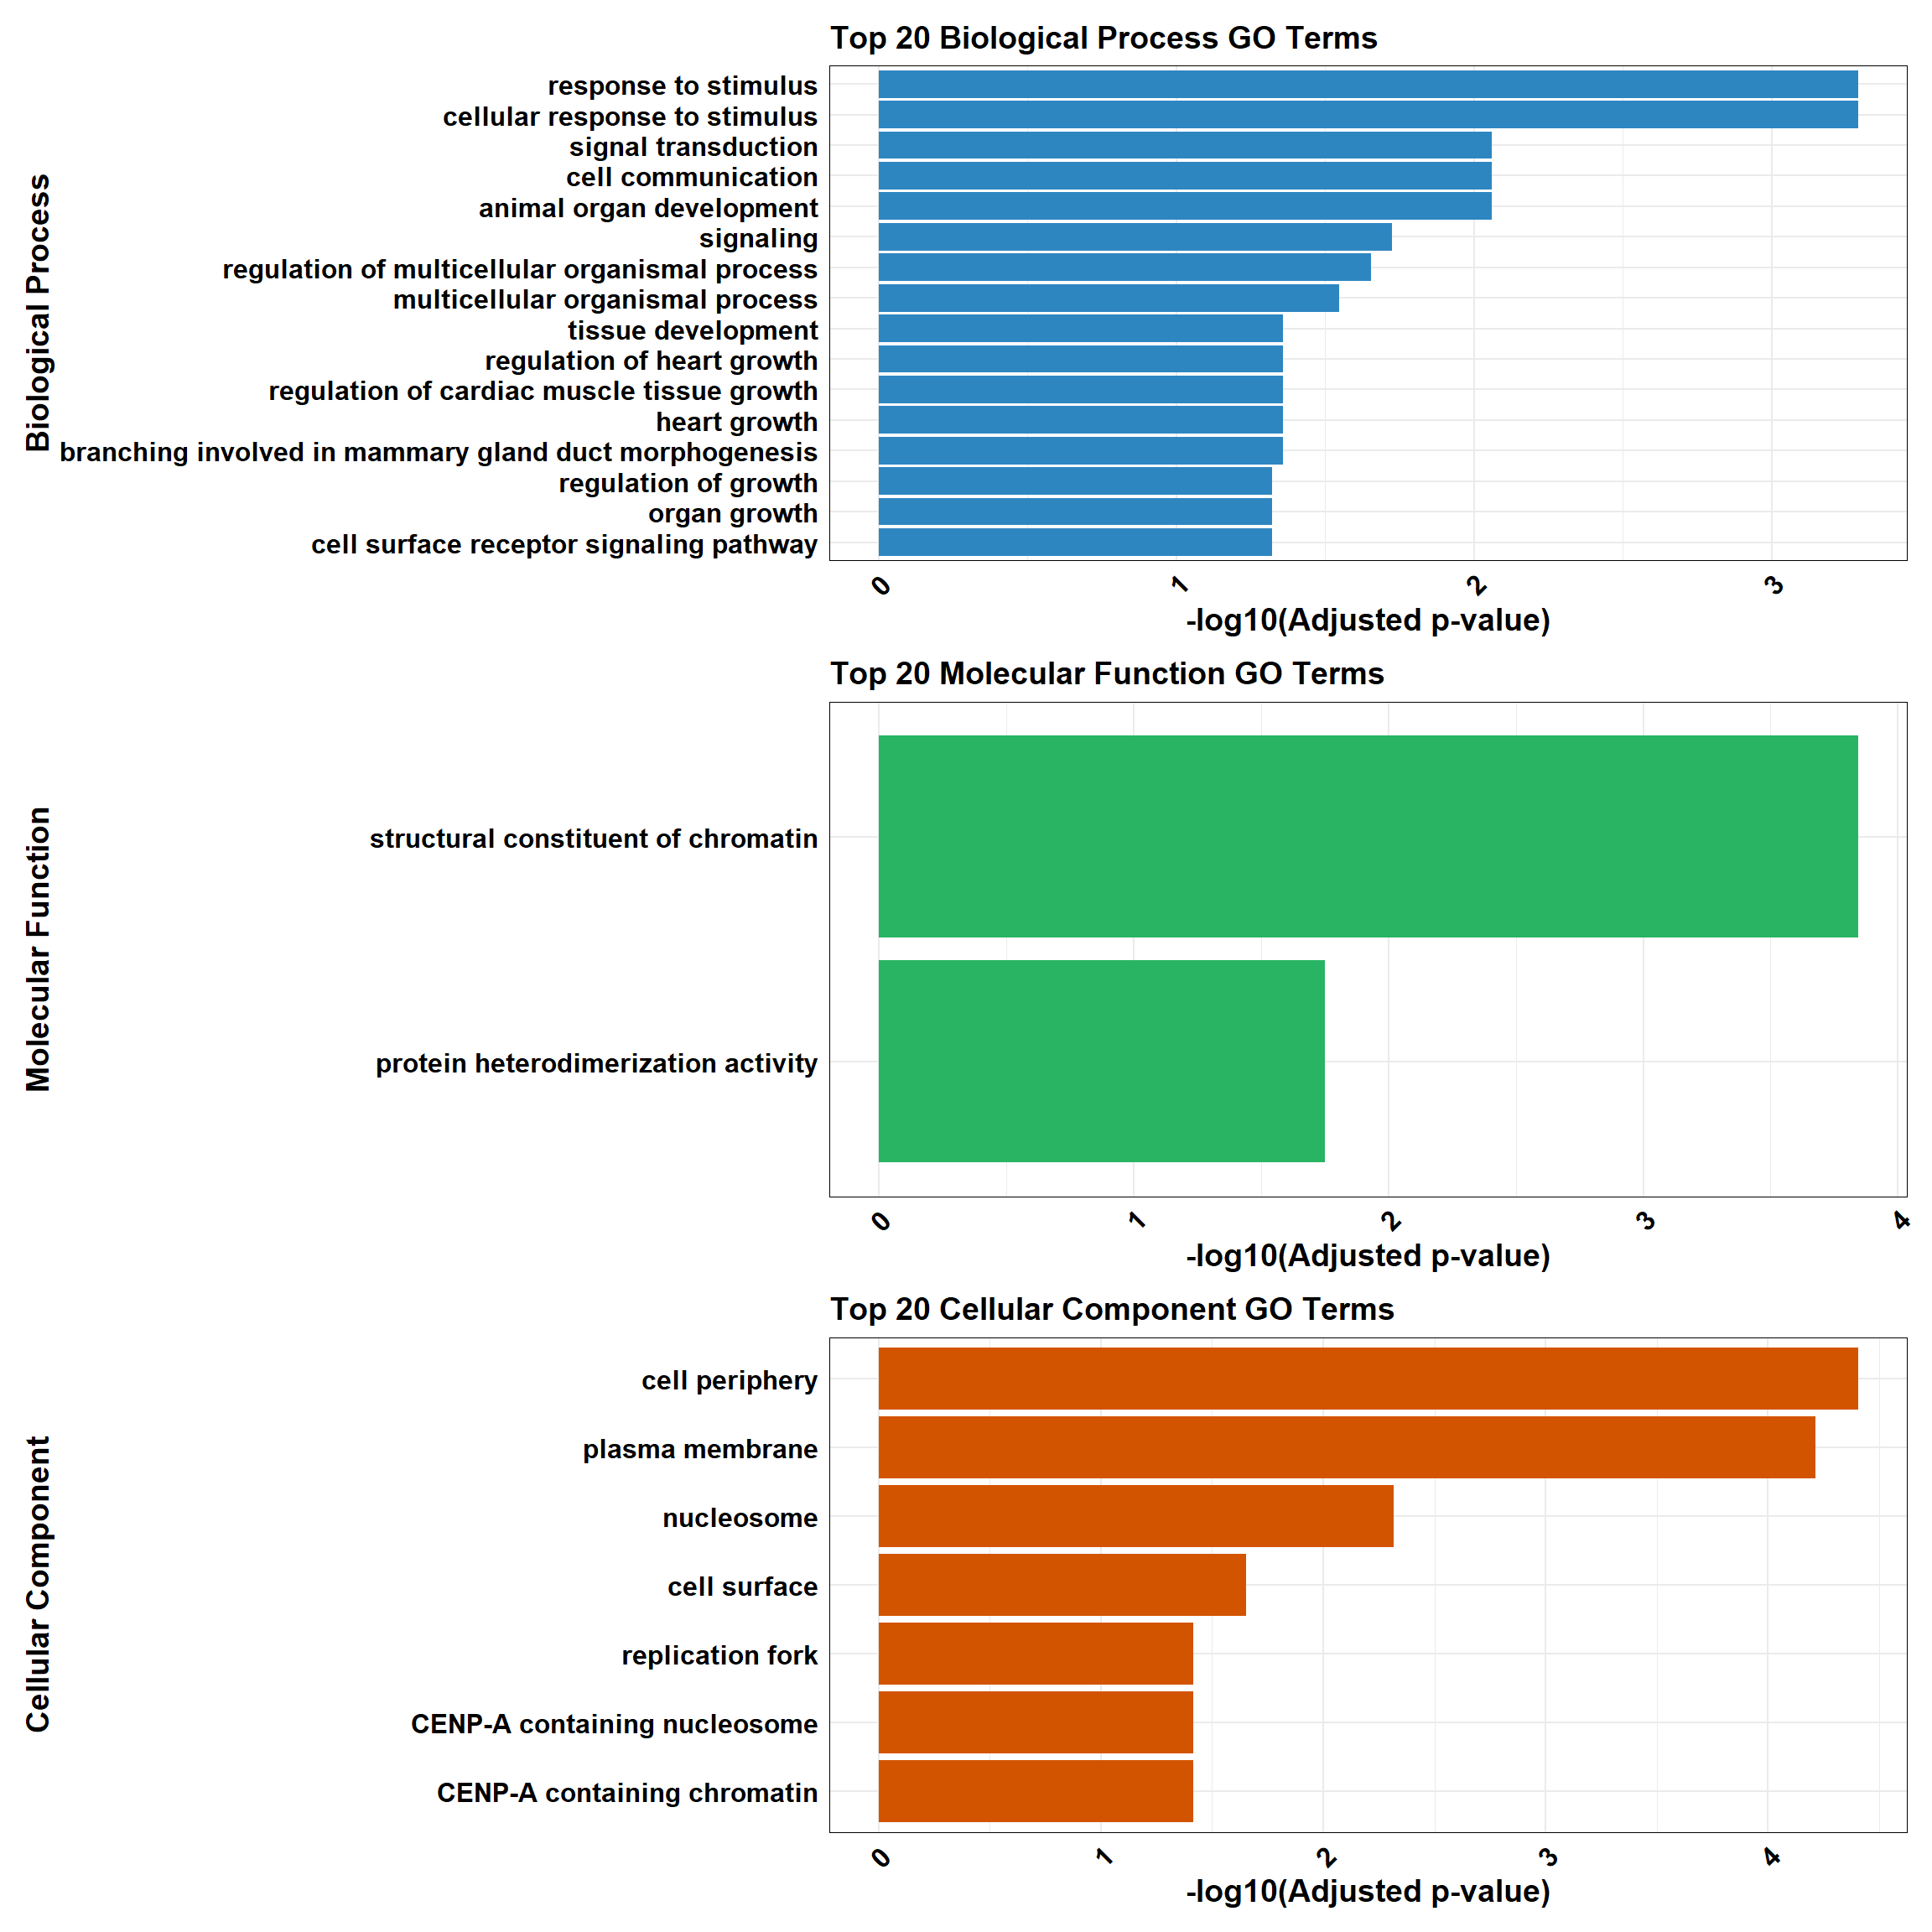 Top 20 Biological Process GO Terms
Biological Process
response to stimulus
cellular response to stimulus
signal transduction
cell communication
animal organ development
signaling
regulation of multicellular organismal process
multicellular organismal process
tissue development
regulation of heart growth
regulation of cardiac muscle tissue growth
heart growth
branching involved in mammary gland duct morphogenesis
regulation of growth
organ growth
cell surface receptor signaling pathway
0 1 2 3
-log10(Adjusted p-value)
Top 20 Molecular Function GO Terms
Molecular Function
structural constituent of chromatin
protein heterodimerization activity
0 1 2 3 4
-log10(Adjusted p-value)
Top 20 Cellular Component GO Terms
Cellular Component
cell periphery
plasma membrane
nucleosome
cell surface
replication fork
CENP-A containing nucleosome
CENP-A containing chromatin
0 1 2 3 4
-log10(Adjusted p-value)